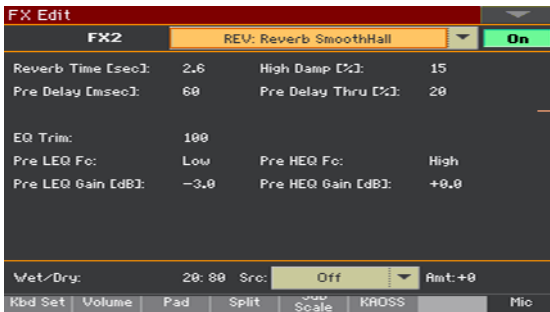 FX Edit
FX2 REV: Reverb SmoothHall On
Reverb Time [sec]: 2.6 High Damp [%]: 15
Pre Delay [msec]: 60 Pre Delay Thru [%]: 20
EQ Trim: 100
Pre LEQ Fc: Low Pre HEQ Fc: High
Pre LEQ Gain [dB]: -3.0 Pre HEQ Gain [dB]: +0.0
Wet/Dry: 20:80 Src: Off Amt:+0
Kbd Set Volume Pad Split Sub Scale KAOSS Mic